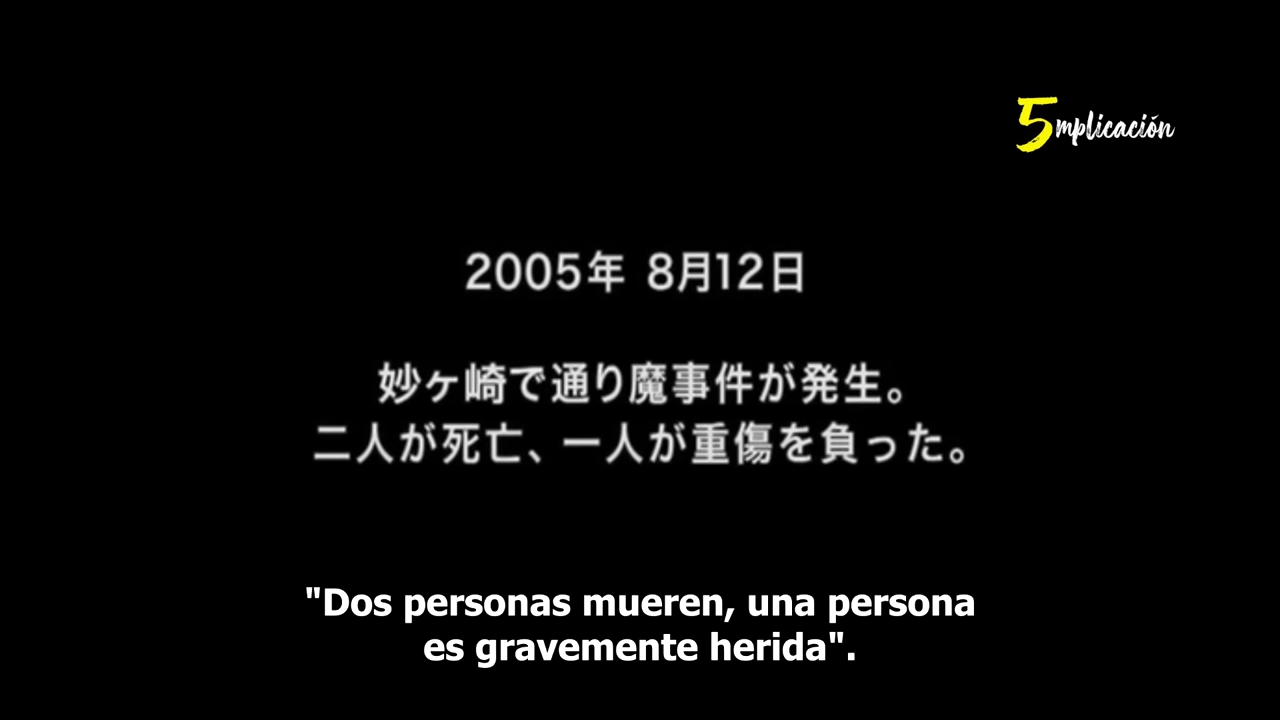 5mplicación
2005年 8月12日
妙ヶ崎で通り魔事件が発生。
二人が死亡、一人が重傷を負った。
"Dos personas mueren, una persona
es gravemente herida".